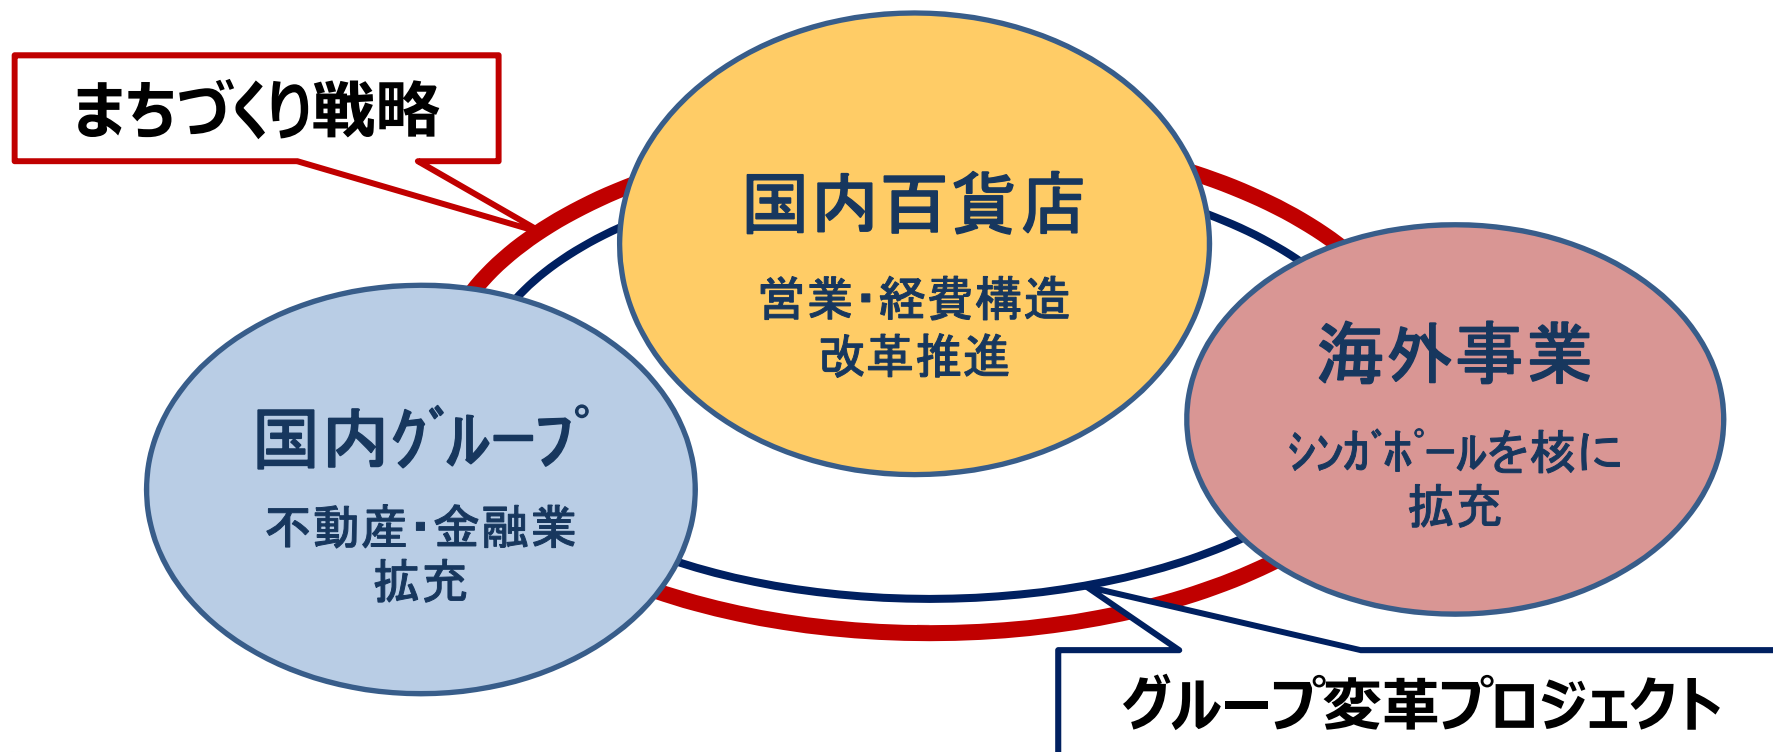 まちづくり戦略
国内百貨店
営業・経費構造
改革推進
海外事業
ｼﾝｶﾞﾎﾟｰﾙを核に
拡充
国内ｸﾞﾙｰﾌﾟ
不動産・金融業
拡充
グループ変革プロジェクト